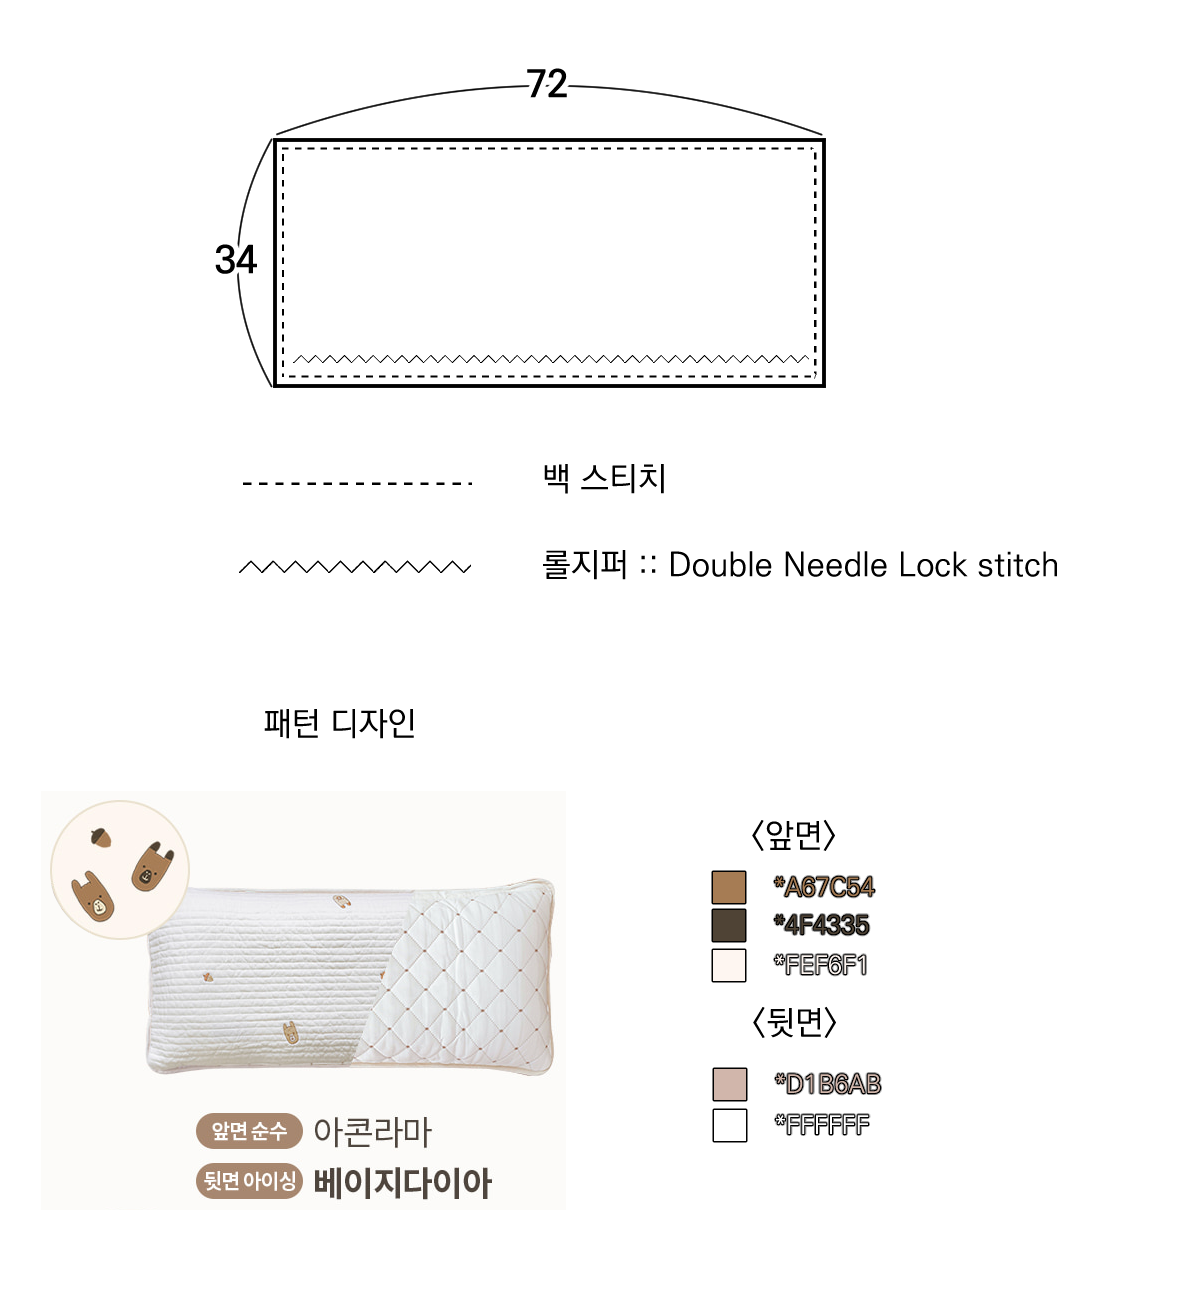 72
34
백 스티치
롤지퍼 :: Double Needle Lock stitch
패턴 디자인
<앞면>
*A67C54
*4F4335
*FEF6F1
<뒷면>
*D1B6AB
*FFFFFF
앞면 순수 아콘라마
뒷면 아이싱 베이지다이아